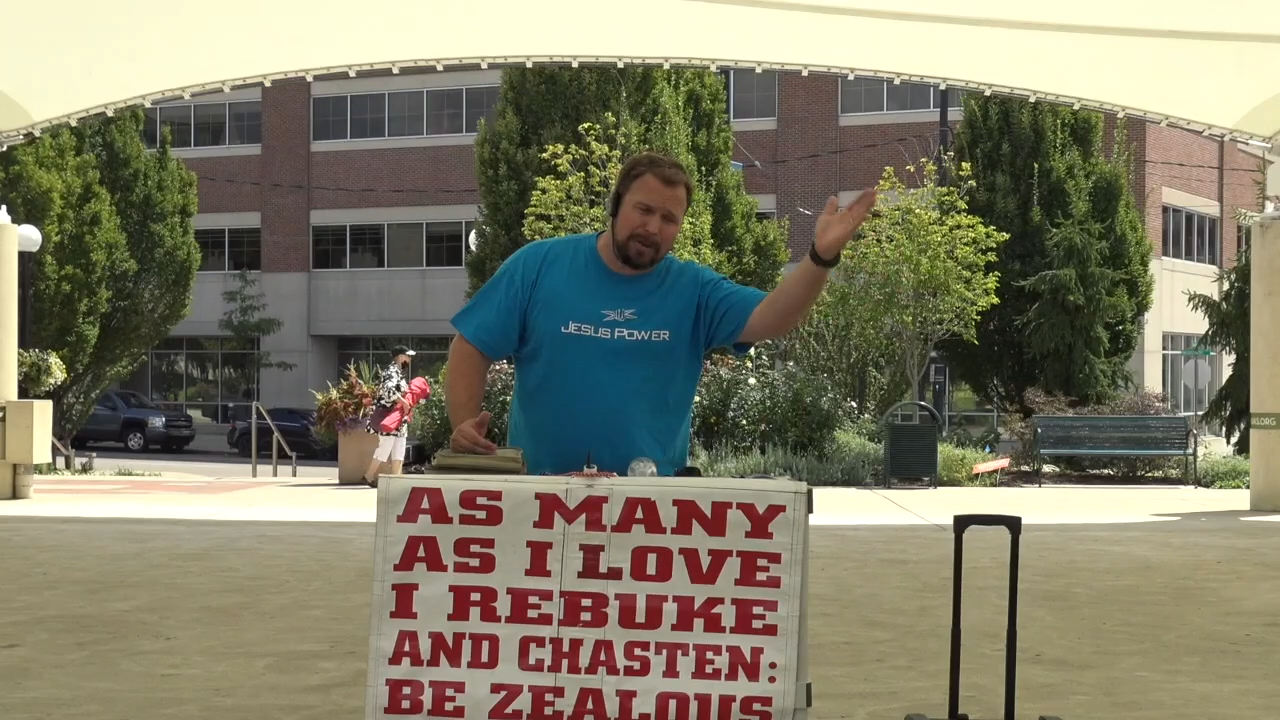 JESUS POWER
AS MANY
AS I LOVE
I REBUKE
AND CHASTEN:
BE ZEALOUS